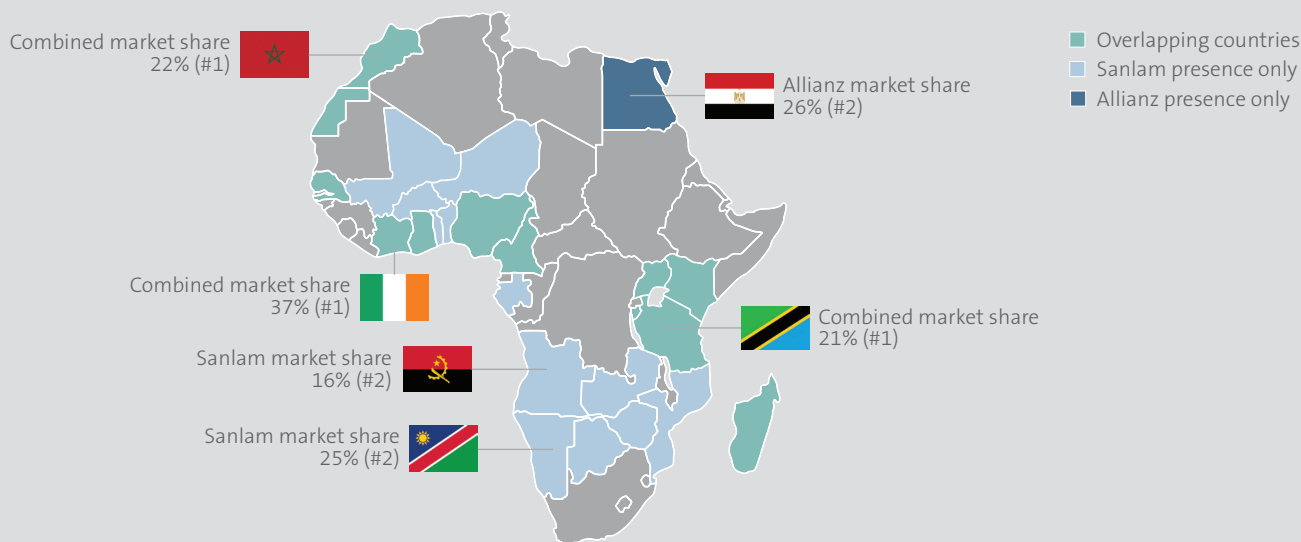 Combined market share
22% (#1)
Allianz market share
26% (#2)
Overlapping countries
Sanlam presence only
Allianz presence only
Combined market share
37% (#1)
Combined market share
21% (#1)
Sanlam market share
16% (#2)
Sanlam market share
25% (#2)